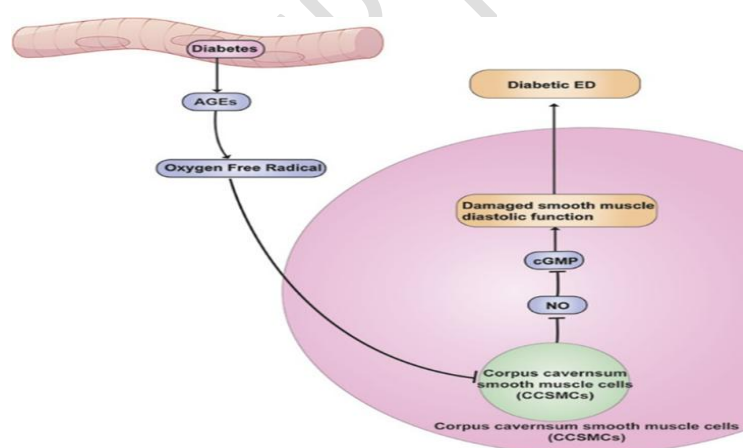 Diabetes
AGEs
Oxygen Free Radical
Diabetic ED
Damaged smooth muscle
diastolic function
cGMP
NO
Corpus cavernsum
smooth muscle cells
(CCSMCs)
Corpus cavernsum smooth muscle cells
(CCSMCs)